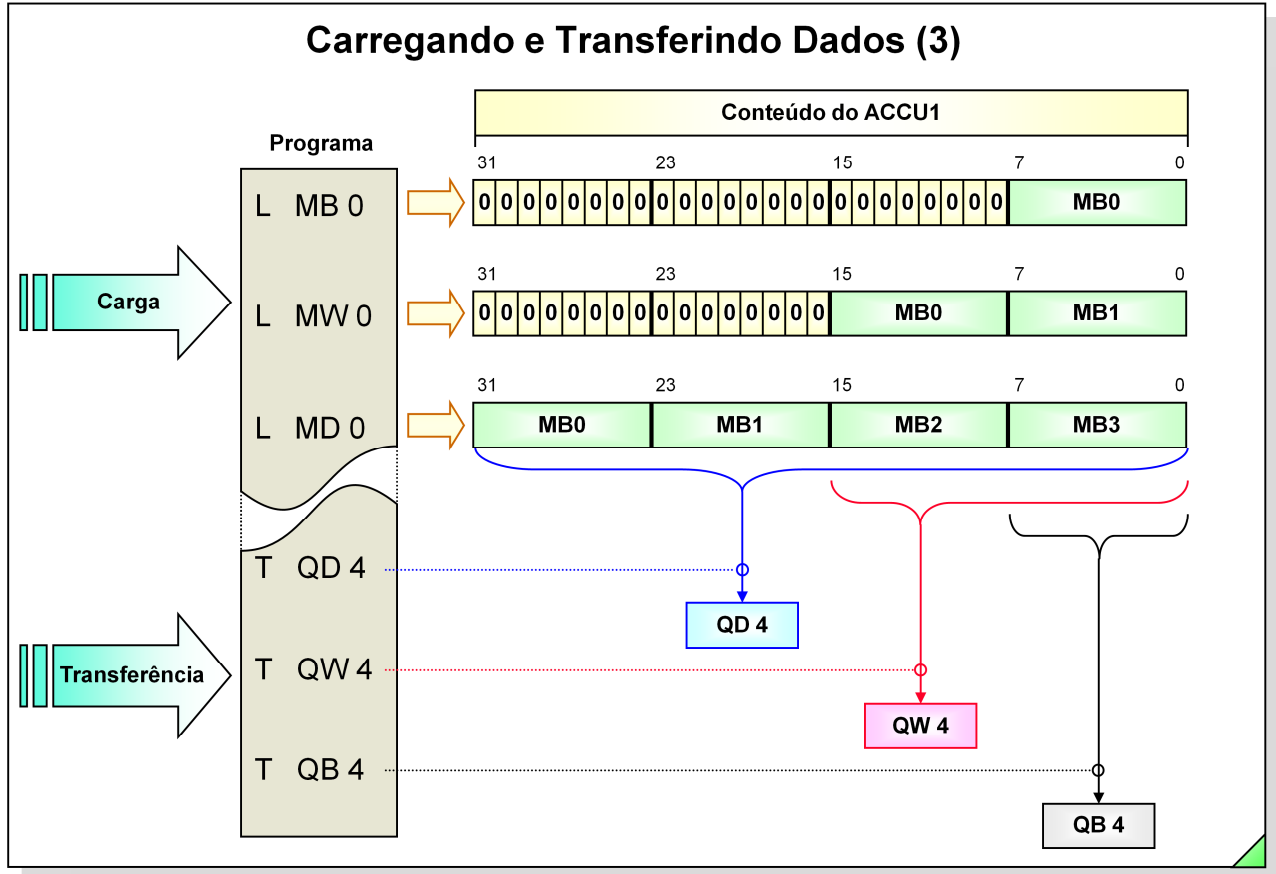 Carregando e Transferindo Dados (3)
Conteúdo do ACCU1
Programa
31 23 15 7 0
L MB 0
0 0 0 0 0 0 0 0 0 0 0 0 0 0 0 0 0 0 0 0 0 0 0 0 MB0
31 23 15 7 0
Carga
L MW 0
0 0 0 0 0 0 0 0 0 0 0 0 0 0 0 0 MB0 MB1
31 23 15 7 0
L MD 0
MB0 MB1 MB2 MB3
T QD 4
QD 4
Transferência
T QW 4
QW 4
T QB 4
QB 4